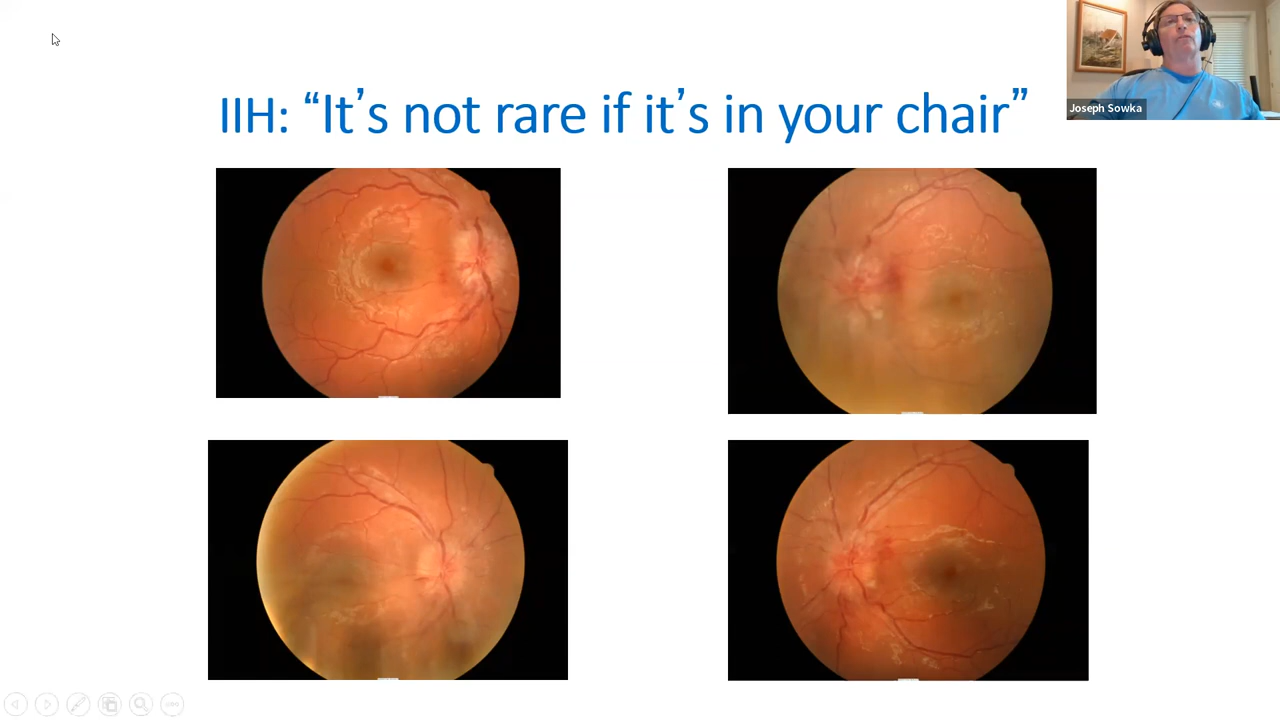 Joseph Sowka
IIH: “It’s not rare if it’s in your chair”